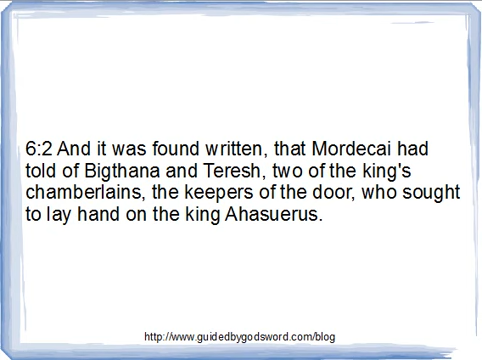 6:2 And it was found written, that Mordecai had
told of Bigthana and Teresh, two of the king's
chamberlains, the keepers of the door, who sought
to lay hand on the king Ahasuerus.
http://www.guidedbygodsword.com/blog